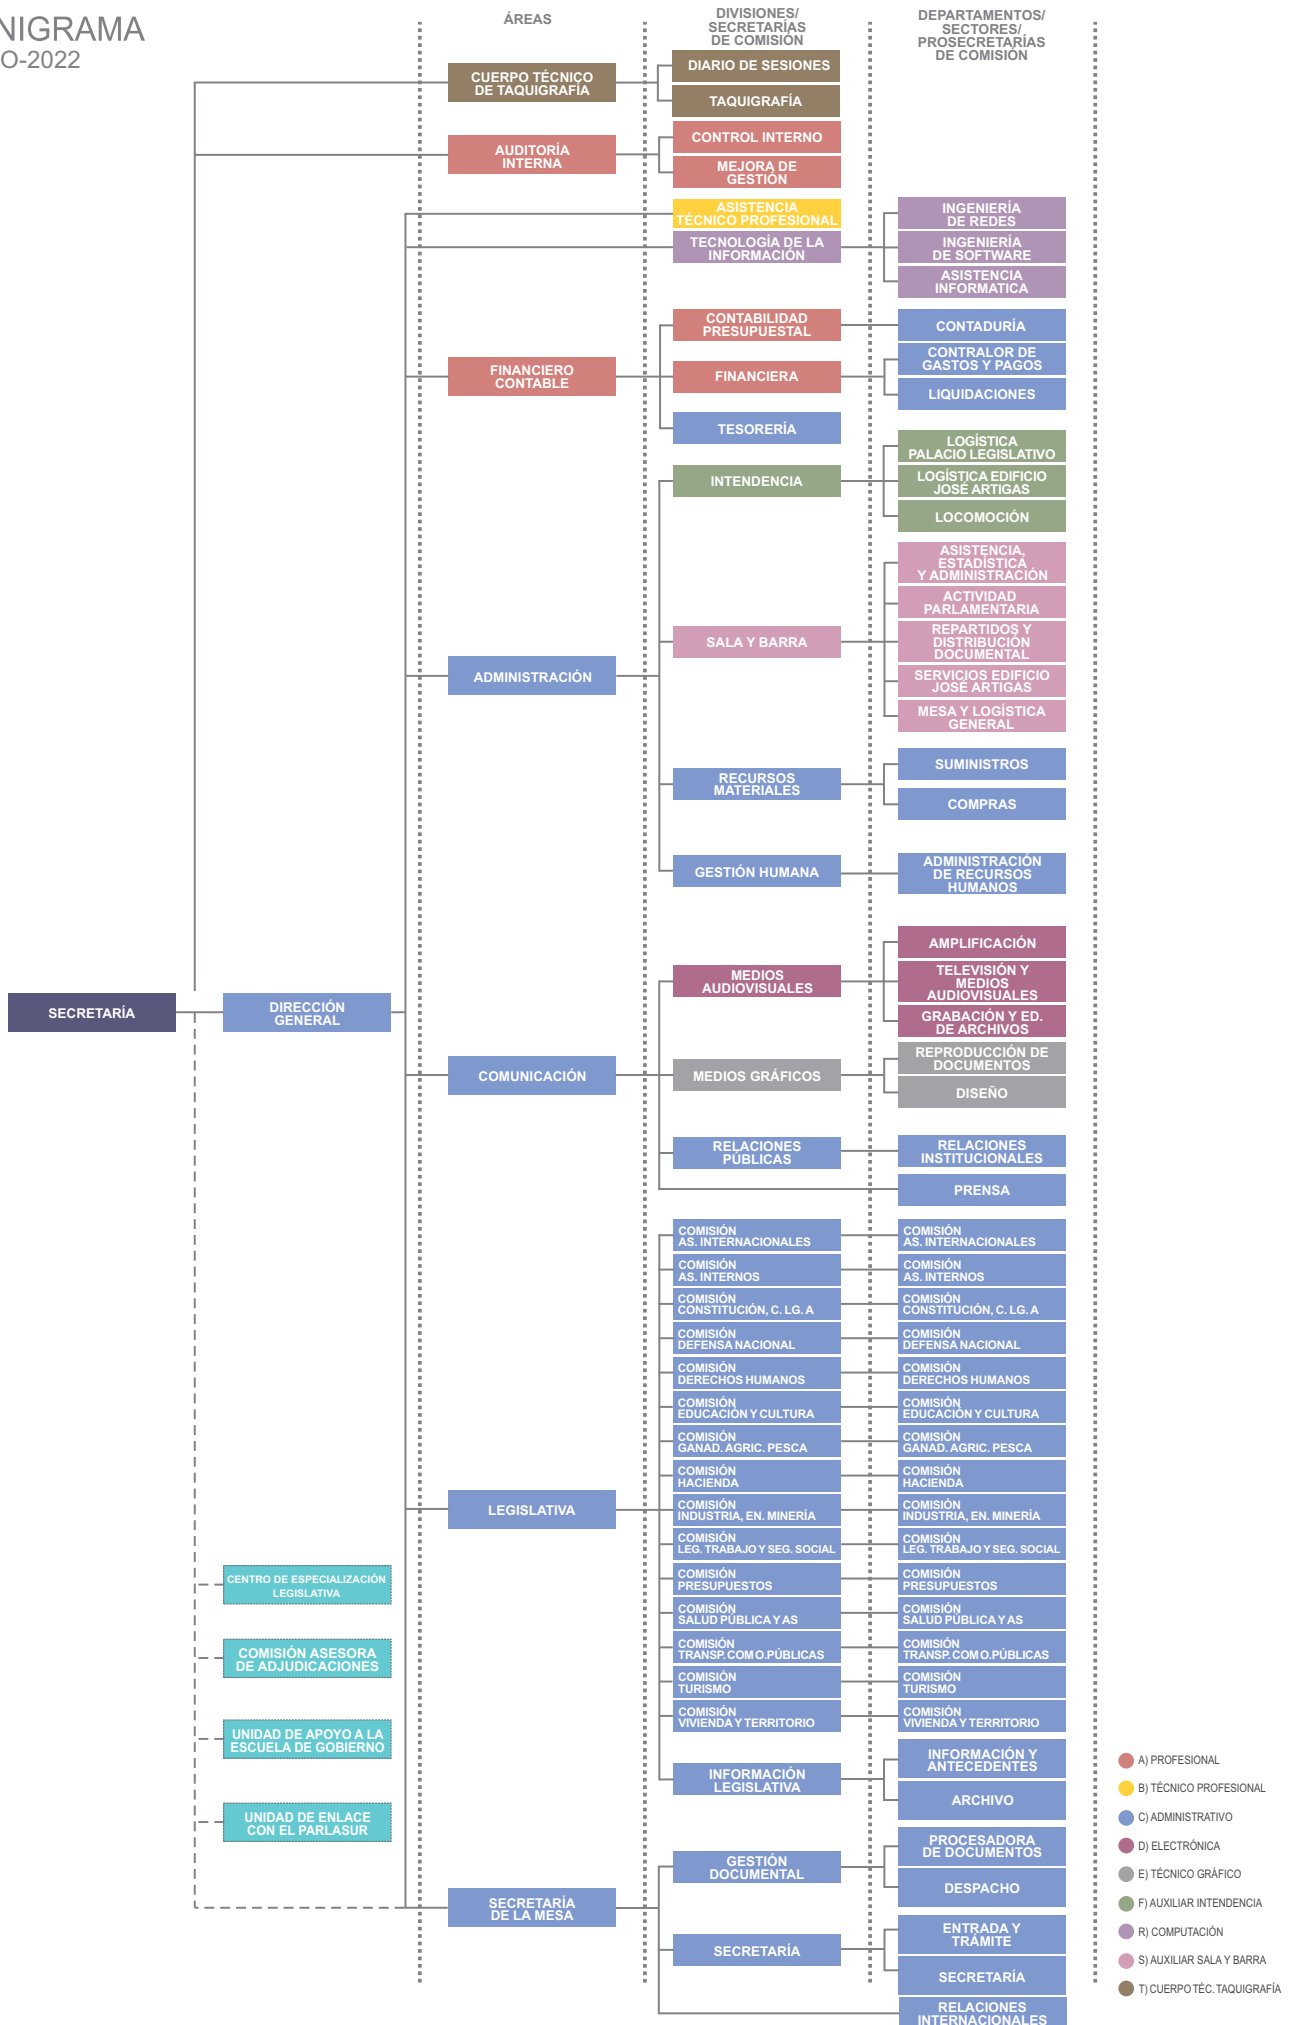 NIGRAMA
O-2022
ÁREAS
DIVISIONES/
SECRETARÍAS
DE COMISIÓN
DEPARTAMENTOS/
SECTORES/
PROSECRETARÍAS
DE COMISIÓN
CUERPO TÉCNICO
DE TAQUIGRAFÍA
DIARIO DE SESIONES
TAQUIGRAFÍA
AUDITORÍA
INTERNA
CONTROL INTERNO
MEJORA DE
GESTIÓN
ASISTENCIA
TÉCNICO PROFESIONAL
TECNOLOGÍA DE LA
INFORMACIÓN
INGENIERÍA
DE REDES
INGENIERÍA
DE SOFTWARE
ASISTENCIA
INFORMATICA
FINANCIERO
CONTABLE
CONTABILIDAD
PRESUPUESTAL
CONTADURÍA
FINANCIERA
CONTRALOR DE
GASTOS Y PAGOS
LIQUIDACIONES
TESORERÍA
ADMINISTRACIÓN
INTENDENCIA
LOGÍSTICA
PALACIO LEGISLATIVO
LOGÍSTICA EDIFICIO
JOSÉ ARTIGAS
LOCOMOCIÓN
SALA Y BARRA
ASISTENCIA,
ESTADÍSTICA
Y ADMINISTRACIÓN
ACTIVIDAD
PARLAMENTARIA
REPARTIDOS Y
DISTRIBUCIÓN
DOCUMENTAL
SERVICIOS EDIFICIO
JOSÉ ARTIGAS
MESA Y LOGÍSTICA
GENERAL
RECURSOS
MATERIALES
SUMINISTROS
COMPRAS
GESTIÓN HUMANA
ADMINISTRACIÓN
DE RECURSOS
HUMANOS
SECRETARÍA
DIRECCIÓN
GENERAL
COMUNICACIÓN
MEDIOS
AUDIOVISUALES
AMPLIFICACIÓN
TELEVISIÓN Y
MEDIOS
AUDIOVISUALES
GRABACIÓN Y ED.
DE ARCHIVOS
MEDIOS GRÁFICOS
REPRODUCCIÓN DE
DOCUMENTOS
DISEÑO
RELACIONES
PÚBLICAS
RELACIONES
INSTITUCIONALES
PRENSA
LEGISLATIVA
COMISIÓN
AS. INTERNACIONALES
COMISIÓN
AS. INTERNACIONALES
COMISIÓN
AS. INTERNOS
COMISIÓN
AS. INTERNOS
COMISIÓN
CONSTITUCIÓN, C. LG. A
COMISIÓN
CONSTITUCIÓN, C. LG. A
COMISIÓN
DEFENSA NACIONAL
COMISIÓN
DEFENSA NACIONAL
COMISIÓN
DERECHOS HUMANOS
COMISIÓN
DERECHOS HUMANOS
COMISIÓN
EDUCACIÓN Y CULTURA
COMISIÓN
EDUCACIÓN Y CULTURA
COMISIÓN
GANAD. AGRIC. PESCA
COMISIÓN
GANAD. AGRIC. PESCA
COMISIÓN
HACIENDA
COMISIÓN
HACIENDA
COMISIÓN
INDUSTRIA, EN. MINERÍA
COMISIÓN
INDUSTRIA, EN. MINERÍA
COMISIÓN
LEG. TRABAJO Y SEG. SOCIAL
COMISIÓN
LEG. TRABAJO Y SEG. SOCIAL
COMISIÓN
PRESUPUESTOS
COMISIÓN
PRESUPUESTOS
COMISIÓN
SALUD PÚBLICA Y AS
COMISIÓN
SALUD PÚBLICA Y AS
COMISIÓN
TRANSP. COM O.PÚBLICAS
COMISIÓN
TRANSP. COM O.PÚBLICAS
COMISIÓN
TURISMO
COMISIÓN
TURISMO
COMISIÓN
VIVIENDA Y TERRITORIO
COMISIÓN
VIVIENDA Y TERRITORIO
INFORMACIÓN
LEGISLATIVA
INFORMACIÓN Y
ANTECEDENTES
ARCHIVO
CENTRO DE ESPECIALIZACIÓN
LEGISLATIVA
COMISIÓN ASESORA
DE ADJUDICACIONES
UNIDAD DE APOYO A LA
ESCUELA DE GOBIERNO
UNIDAD DE ENLACE
CON EL PARLASUR
SECRETARÍA
DE LA MESA
GESTIÓN
DOCUMENTAL
PROCESADORA
DE DOCUMENTOS
DESPACHO
SECRETARÍA
ENTRADA Y
TRÁMITE
SECRETARÍA
RELACIONES
INTERNACIONALES
A) PROFESIONAL
B) TÉCNICO PROFESIONAL
C) ADMINISTRATIVO
D) ELECTRÓNICA
E) TÉCNICO GRÁFICO
F) AUXILIAR INTENDENCIA
R) COMPUTACIÓN
S) AUXILIAR SALA Y BARRA
T) CUERPO TÉC. TAQUIGRAFÍA